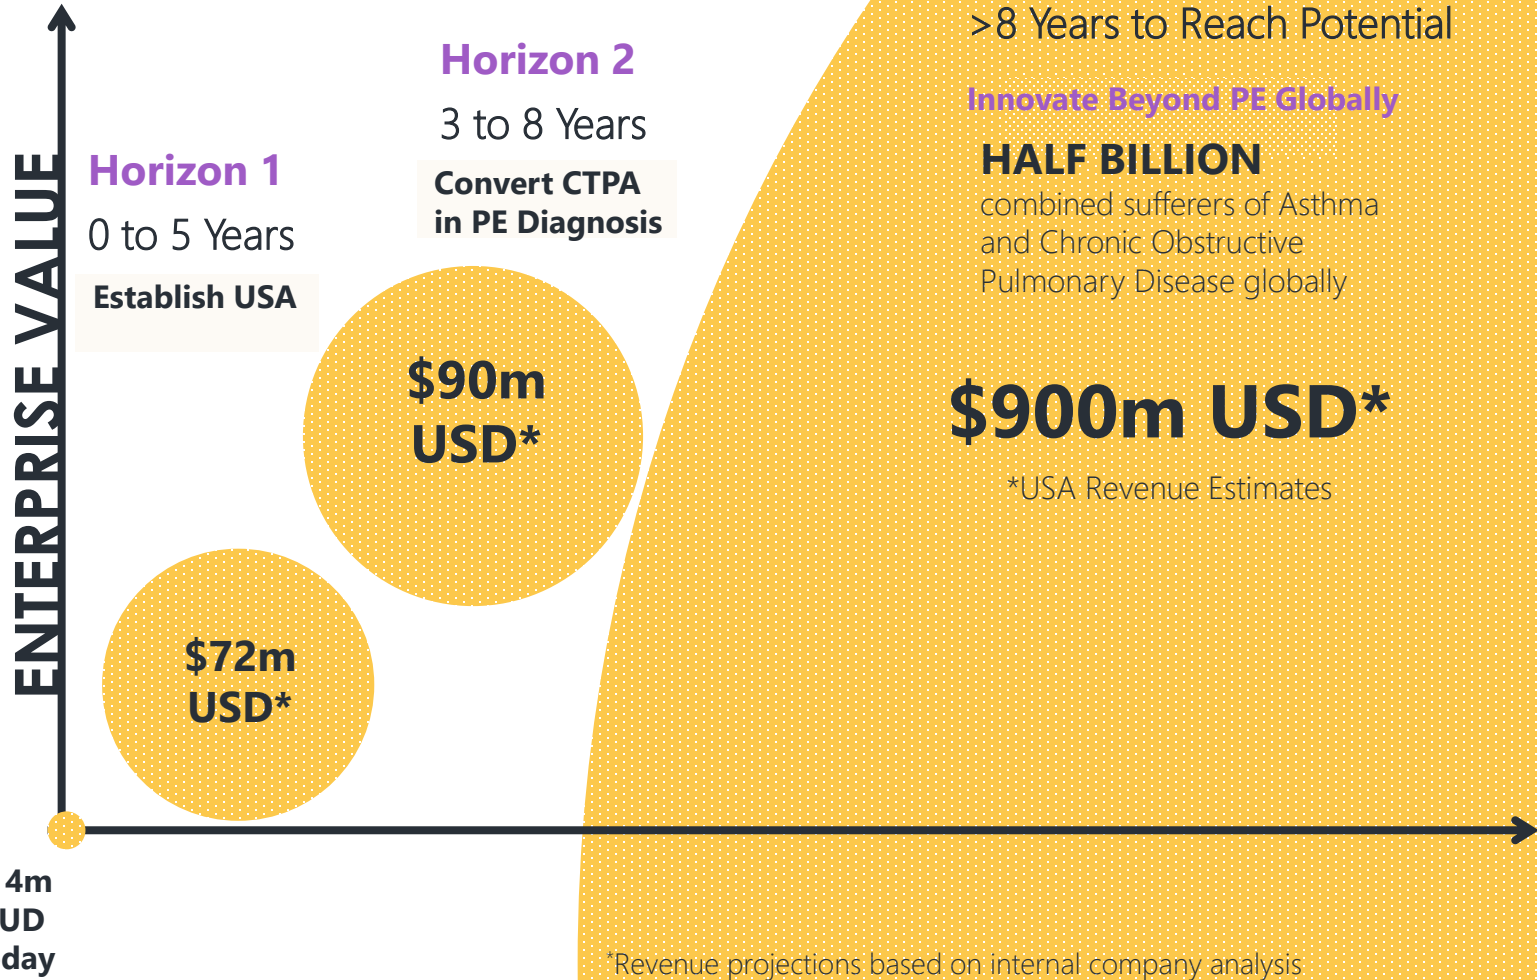 ENTERPRISE VALUE
Horizon 1
0 to 5 Years
Establish USA
$72m
USD*
Horizon 2
3 to 8 Years
Convert CTPA
in PE Diagnosis
$90m
USD*
>8 Years to Reach Potential
Innovate Beyond PE Globally
HALF BILLION
combined sufferers of Asthma
and Chronic Obstructive
Pulmonary Disease globally
$900m USD*
*USA Revenue Estimates
4m
UD
day
*Revenue projections based on internal company analysis